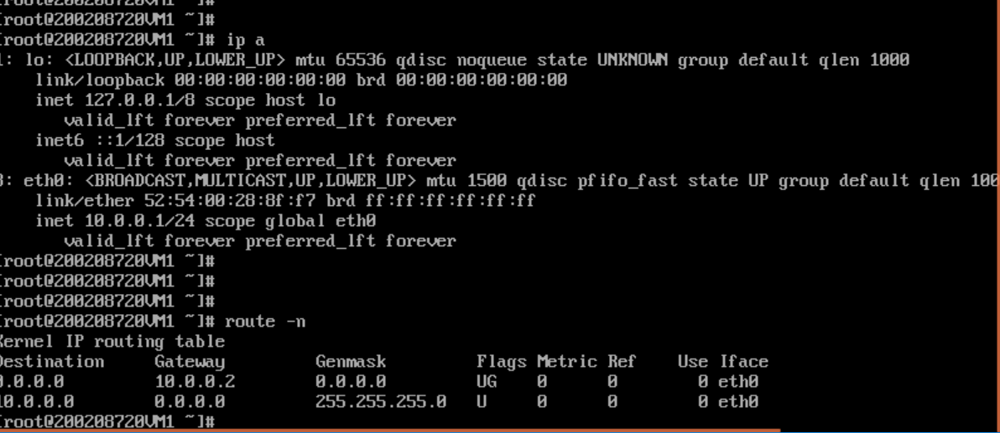 [root@200208720VM1 ~]#
[root@200208720VM1 ~]#
[root@200208720VM1 ~]# ip a
1: lo: <LOOPBACK,UP,LOWER_UP> mtu 65536 qdisc noqueue state UNKNOWN group default qlen 1000
    link/loopback 00:00:00:00:00:00 brd 00:00:00:00:00:00
    inet 127.0.0.1/8 scope host lo
       valid_lft forever preferred_lft forever
    inet6 ::1/128 scope host
       valid_lft forever preferred_lft forever
3: eth0: <BROADCAST,MULTICAST,UP,LOWER_UP> mtu 1500 qdisc pfifo_fast state UP group default qlen 100
    link/ether 52:54:00:28:8f:f7 brd ff:ff:ff:ff:ff:ff
    inet 10.0.0.1/24 scope global eth0
       valid_lft forever preferred_lft forever
[root@200208720VM1 ~]#
[root@200208720VM1 ~]#
[root@200208720VM1 ~]#
[root@200208720VM1 ~]# route -n
Kernel IP routing table
Destination     Gateway         Genmask         Flags Metric Ref    Use Iface
0.0.0.0         10.0.0.2        0.0.0.0         UG    0      0        0 eth0
10.0.0.0        0.0.0.0         255.255.255.0   U     0      0        0 eth0
[root@200208720VM1 ~]#